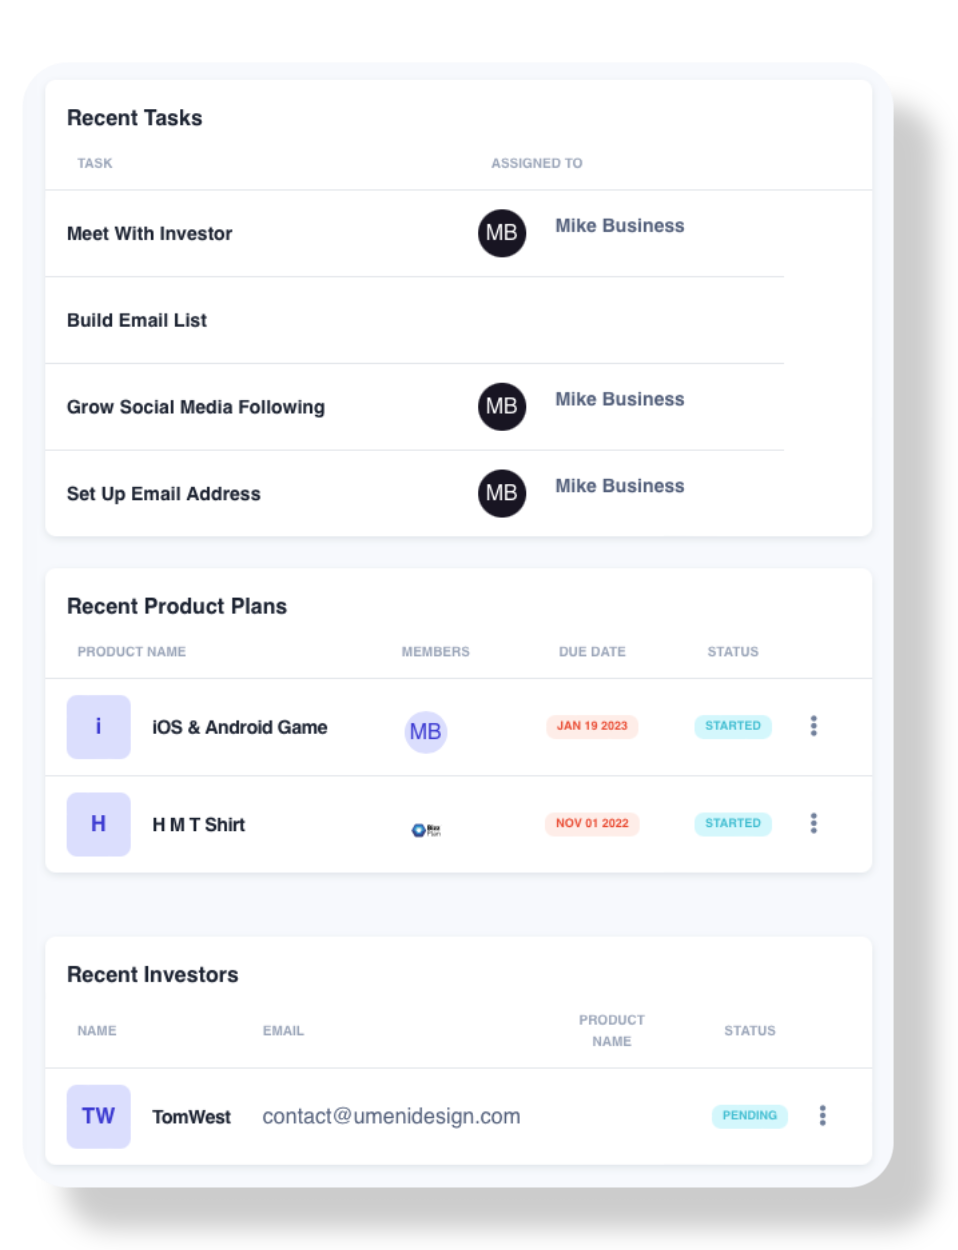 Recent Tasks
TASK ASSIGNED TO
Meet With Investor MB Mike Business
Build Email List
Grow Social Media Following MB Mike Business
Set Up Email Address MB Mike Business
Recent Product Plans
PRODUCT NAME MEMBERS DUE DATE STATUS
i iOS & Android Game MB JAN 19 2023 STARTED
H H M T Shirt NOV 01 2022 STARTED
Plan
Recent Investors
NAME EMAIL PRODUCT NAME STATUS
TW TomWest contact@umenidesign.com PENDING